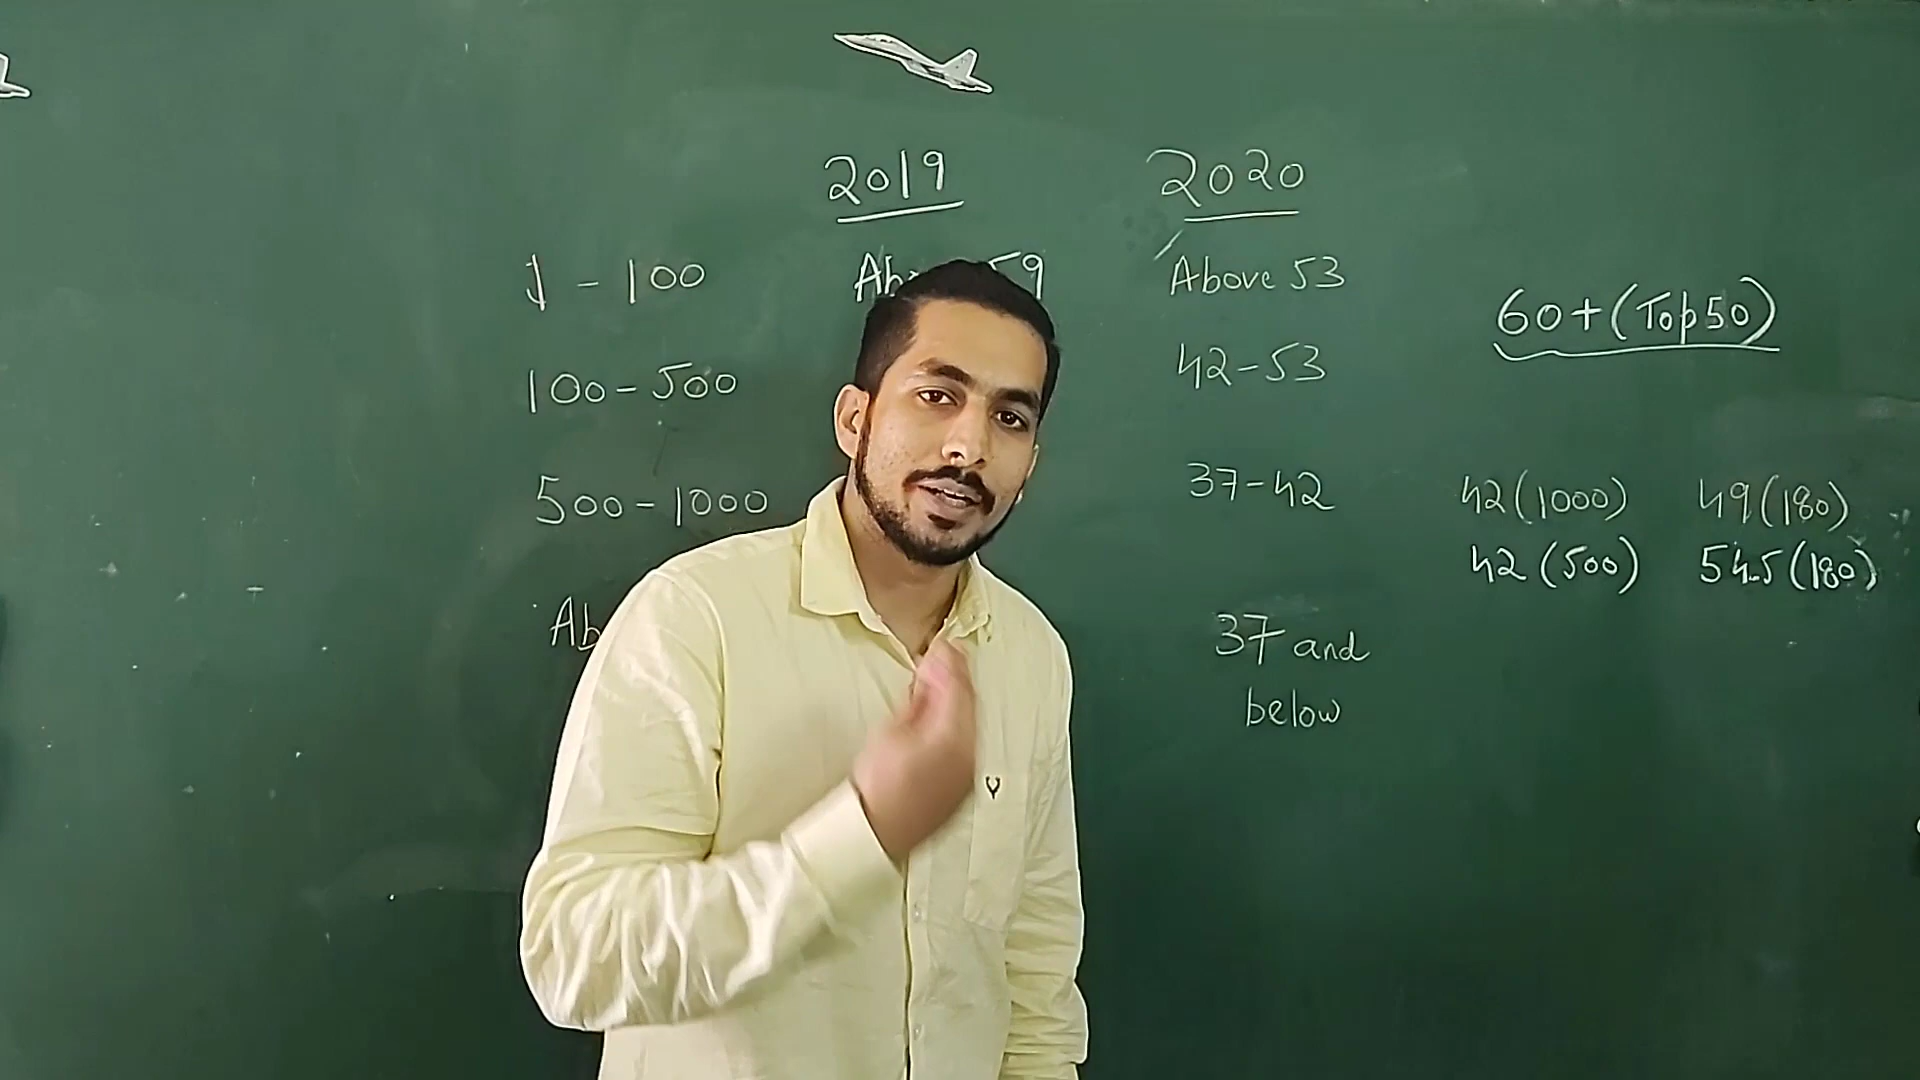 2019 2020
1 - 100 Above 53
60+(Top 50)
100 - 500 42-53
500 - 1000 37-42 42(1000) 49(180)
42(500) 54.5(180)
37 and
below